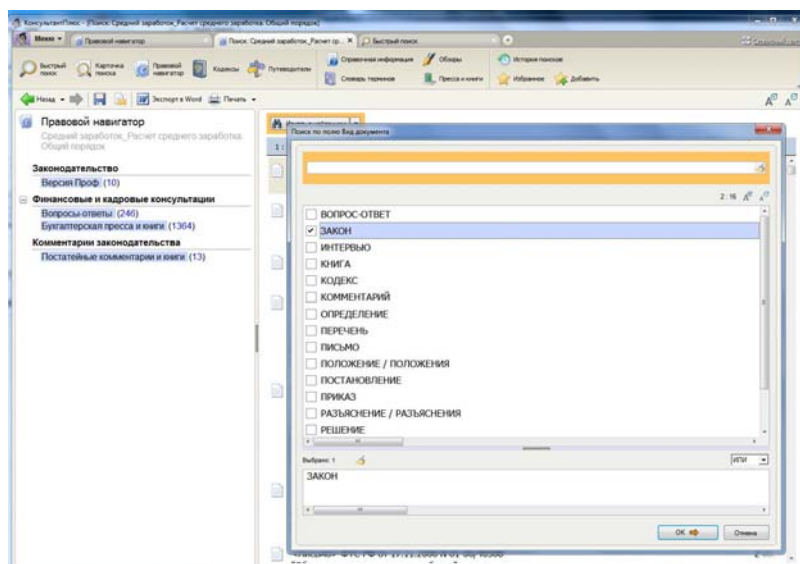 КонсультантПлюс - [Поиск: Средний заработок_Расчет среднего заработка. Общий порядок]
Меню
Правовой навигатор
Поиск: Средний заработок_Расчет ср...
Быстрый поиск
Быстрый поиск
Карточка поиска
Правовой навигатор
Кодексы
Путеводители
Справочная информация
Словарь терминов
Обзоры
Пресса и книги
История поисков
Избранное
Добавить
Назад
Экспорт в Word
Печать
Правовой навигатор
Средний заработок_Расчет среднего заработка.
Общий порядок
Законодательство
Версия Проф (10)
Финансовые и кадровые консультации
Вопросы-ответы (246)
Бухгалтерская пресса и книги (1364)
Комментарии законодательства
Постатейные комментарии и книги (13)
Поиск по полю Вид документа
2: 16
ВОПРОС-ОТВЕТ
ЗАКОН
ИНТЕРВЬЮ
КНИГА
КОДЕКС
КОММЕНТАРИЙ
ОПРЕДЕЛЕНИЕ
ПЕРЕЧЕНЬ
ПИСЬМО
ПОЛОЖЕНИЕ / ПОЛОЖЕНИЯ
ПОСТАНОВЛЕНИЕ
ПРИКАЗ
РАЗЪЯСНЕНИЕ / РАЗЪЯСНЕНИЯ
РЕШЕНИЕ
Выбрано: 1
ИЛИ
ЗАКОН
OK
Отмена